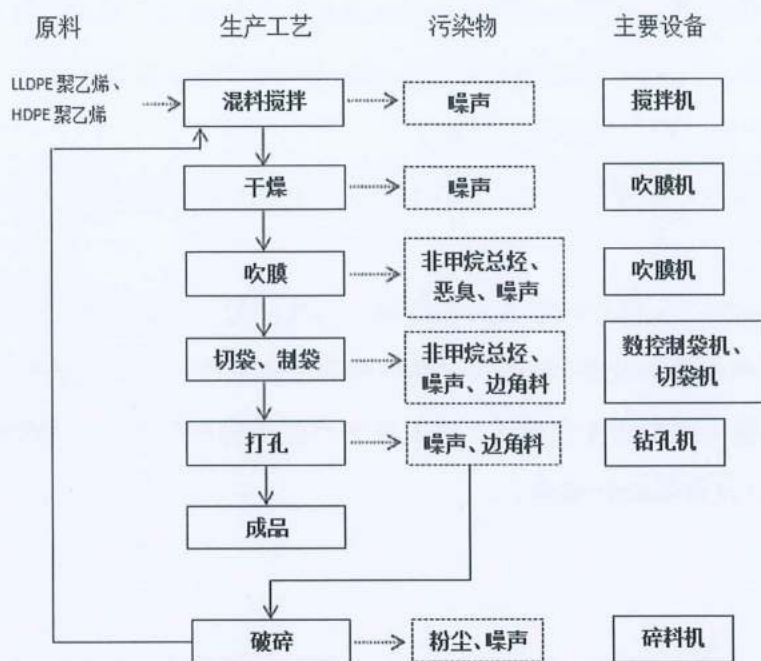 原料 生产工艺 污染物 主要设备
LLDPE 聚乙烯、
HDPE 聚乙烯
混料搅拌 噪声 搅拌机
干燥 噪声 吹膜机
吹膜 非甲烷总烃、
恶臭、噪声 吹膜机
切袋、制袋 非甲烷总烃、
噪声、边角料 数控制袋机、
切袋机
打孔 噪声、边角料 钻孔机
成品
破碎 粉尘、噪声 碎料机